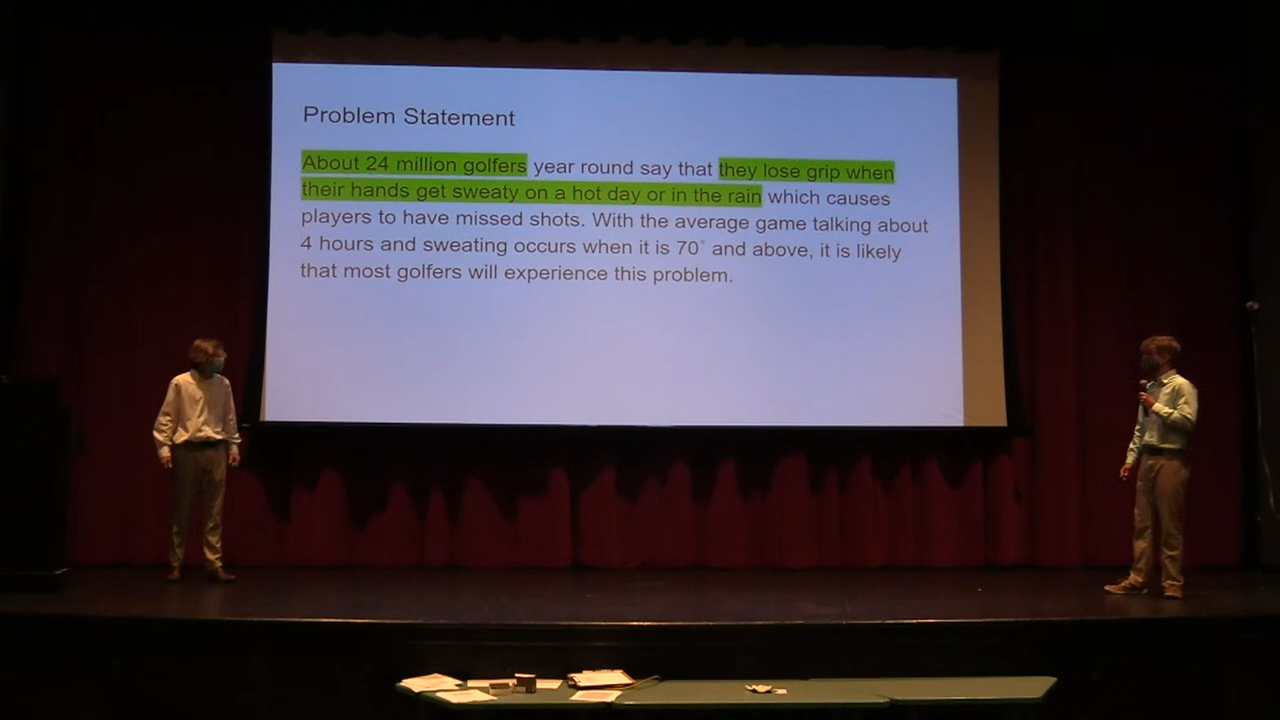 Problem Statement
About 24 million golfers year round say that they lose grip when
their hands get sweaty on a hot day or in the rain which causes
players to have missed shots. With the average game talking about
4 hours and sweating occurs when it is 70˚ and above, it is likely
that most golfers will experience this problem.